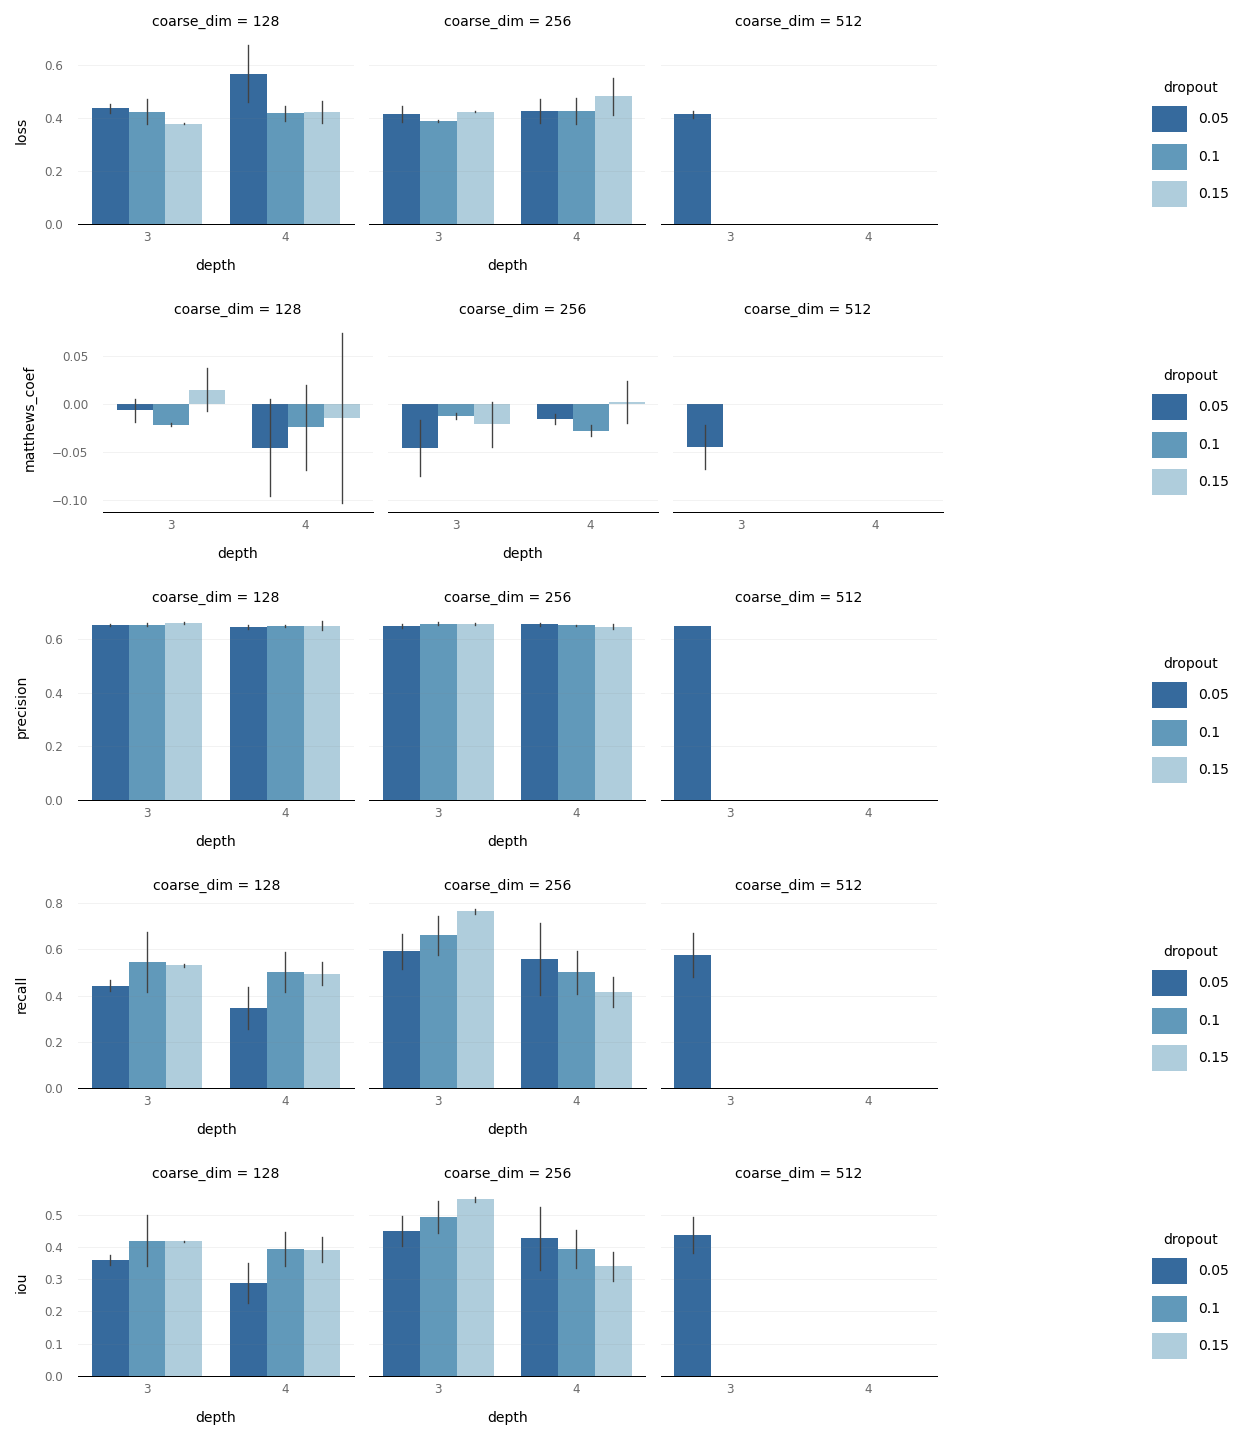 coarse_dim = 128 coarse_dim = 256 coarse_dim = 512
loss
0.6
0.4
0.2
0.0
3 4 3 4 3 4
depth depth
dropout
0.05
0.1
0.15
coarse_dim = 128 coarse_dim = 256 coarse_dim = 512
matthews_coef
0.05
0.00
−0.05
−0.10
3 4 3 4 3 4
depth depth
dropout
0.05
0.1
0.15
coarse_dim = 128 coarse_dim = 256 coarse_dim = 512
precision
0.6
0.4
0.2
0.0
3 4 3 4 3 4
depth depth
dropout
0.05
0.1
0.15
coarse_dim = 128 coarse_dim = 256 coarse_dim = 512
recall
0.8
0.6
0.4
0.2
0.0
3 4 3 4 3 4
depth depth
dropout
0.05
0.1
0.15
coarse_dim = 128 coarse_dim = 256 coarse_dim = 512
iou
0.5
0.4
0.3
0.2
0.1
0.0
3 4 3 4 3 4
depth depth
dropout
0.05
0.1
0.15